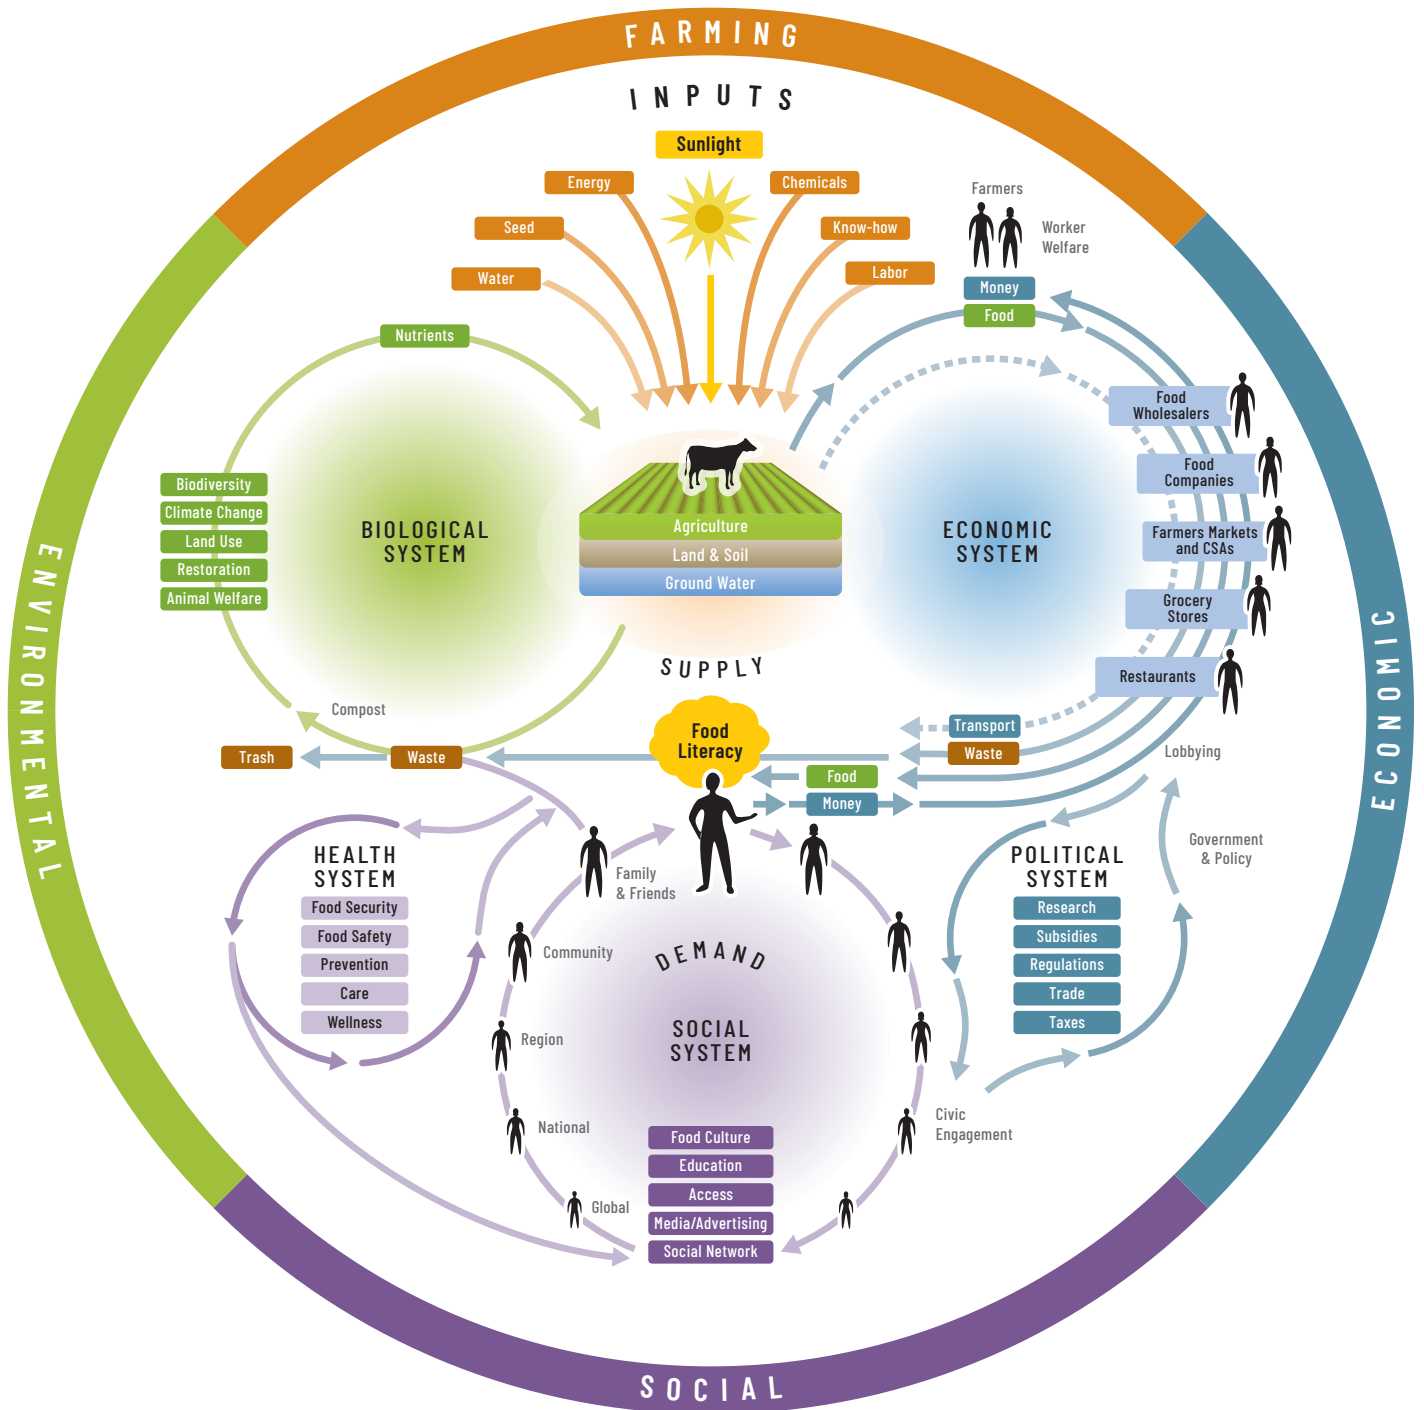 FARMING
INPUTS
Sunlight
Energy
Chemicals
Seed
Know-how
Water
Labor
Farmers
Worker
Welfare
Money
Food
Nutrients
Food
Wholesalers
Food
Companies
Farmers Markets
and CSAs
Grocery
Stores
Restaurants
Biodiversity
Climate Change
Land Use
Restoration
Animal Welfare
BIOLOGICAL
SYSTEM
Agriculture
Land & Soil
Ground Water
ECONOMIC
SYSTEM
SUPPLY
ENVIRONMENTAL
ECONOMIC
Compost
Food
Literacy
Transport
Trash
Waste
Waste
Lobbying
Food
Money
HEALTH
SYSTEM
Food Security
Food Safety
Prevention
Care
Wellness
Family
& Friends
Community
Region
National
Global
DEMAND
SOCIAL
SYSTEM
Food Culture
Education
Access
Media/Advertising
Social Network
POLITICAL
SYSTEM
Research
Subsidies
Regulations
Trade
Taxes
Government
& Policy
Civic
Engagement
SOCIAL